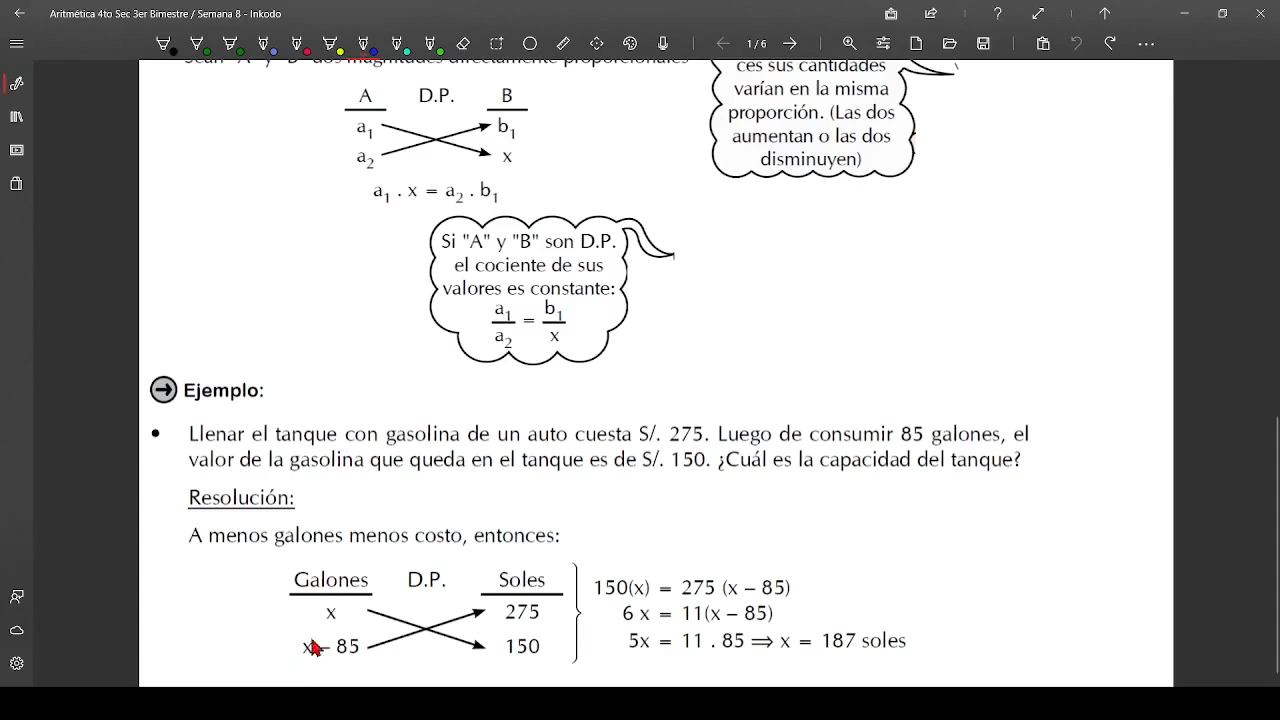 Aritmética 4to Sec 3er Bimestre / Semana 8 - Inkodo
1/6
Sean "A" y "B" dos magnitudes directamente proporcionales
ces sus cantidades
varían en la misma
proporción. (Las dos
aumentan o las dos
disminuyen)
A D.P. B
a₁ b₁
a₂ x
a₁ . x = a₂ . b₁
Si "A" y "B" son D.P.
el cociente de sus
valores es constante:
a₁/a₂ = b₁/x
Ejemplo:
• Llenar el tanque con gasolina de un auto cuesta S/. 275. Luego de consumir 85 galones, el
valor de la gasolina que queda en el tanque es de S/. 150. ¿Cuál es la capacidad del tanque?
Resolución:
A menos galones menos costo, entonces:
Galones D.P. Soles
x 275
x – 85 150
150(x) = 275 (x – 85)
6 x = 11(x – 85)
5x = 11 . 85 ⇒ x = 187 soles